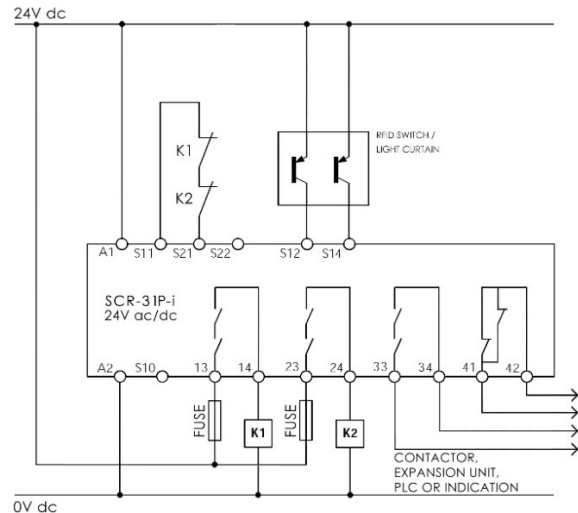 24V dc
RFID SWITCH /
LIGHT CURTAIN
K1
K2
A1 S11 S21 S22 S12 S14
SCR-31P-i
24V ac/dc
A2 S10 13 14 23 24 33 34 41 42
FUSE K1 FUSE K2
CONTACTOR,
EXPANSION UNIT,
PLC OR INDICATION
0V dc